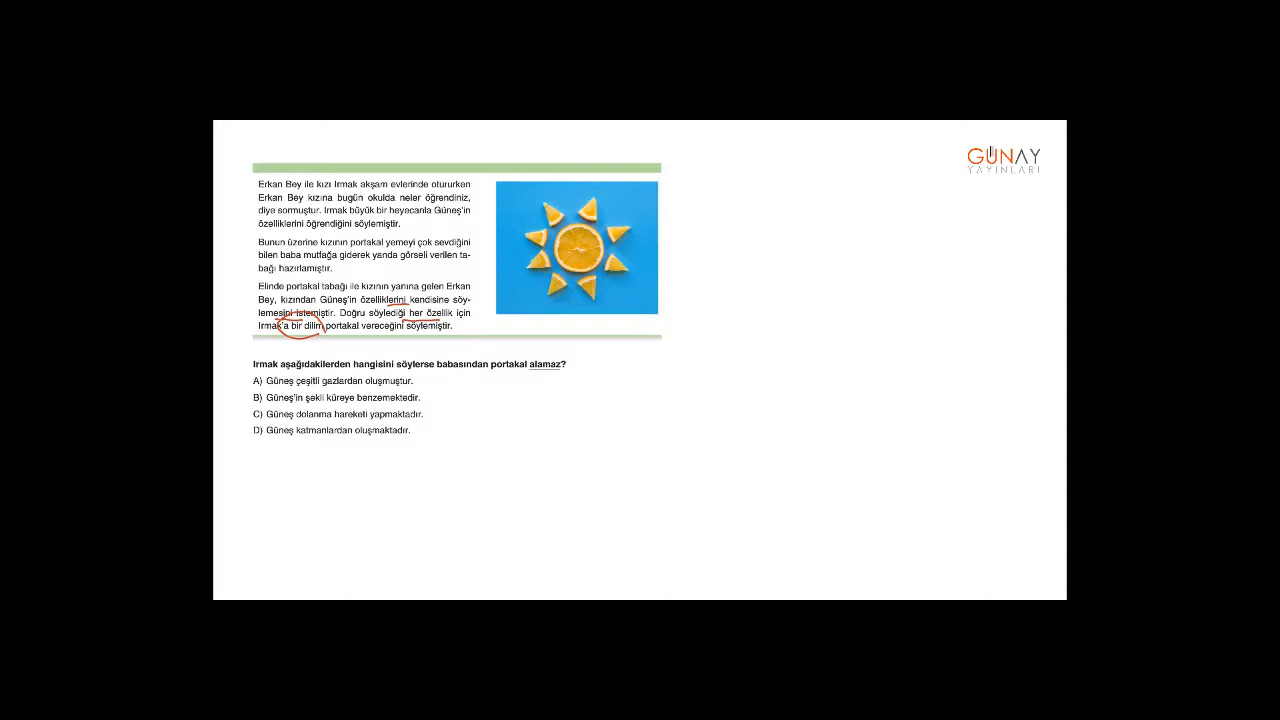 GÜNAY
YAYINLARI
Erkan Bey ile kızı Irmak akşam evlerinde otururken
Erkan Bey kızına bugün okulda neler öğrendiniz,
diye sormuştur. Irmak büyük bir heyecanla Güneş'in
özelliklerini öğrendiğini söylemiştir.
Bunun üzerine kızının portakal yemeyi çok sevdiğini
bilen baba mutfağa giderek yanda görseli verilen ta-
bağı hazırlamıştır.
Elinde portakal tabağı ile kızının yanına gelen Erkan
Bey, kızından Güneş'in özelliklerini kendisine söy-
lemesini istemiştir. Doğru söylediği her özellik için
Irmak'a bir dilim portakal vereceğini söylemiştir.
Irmak aşağıdakilerden hangisini söylerse babasından portakal alamaz?
A) Güneş çeşitli gazlardan oluşmuştur.
B) Güneş'in şekli küreye benzemektedir.
C) Güneş dolanma hareketi yapmaktadır.
D) Güneş katmanlardan oluşmaktadır.